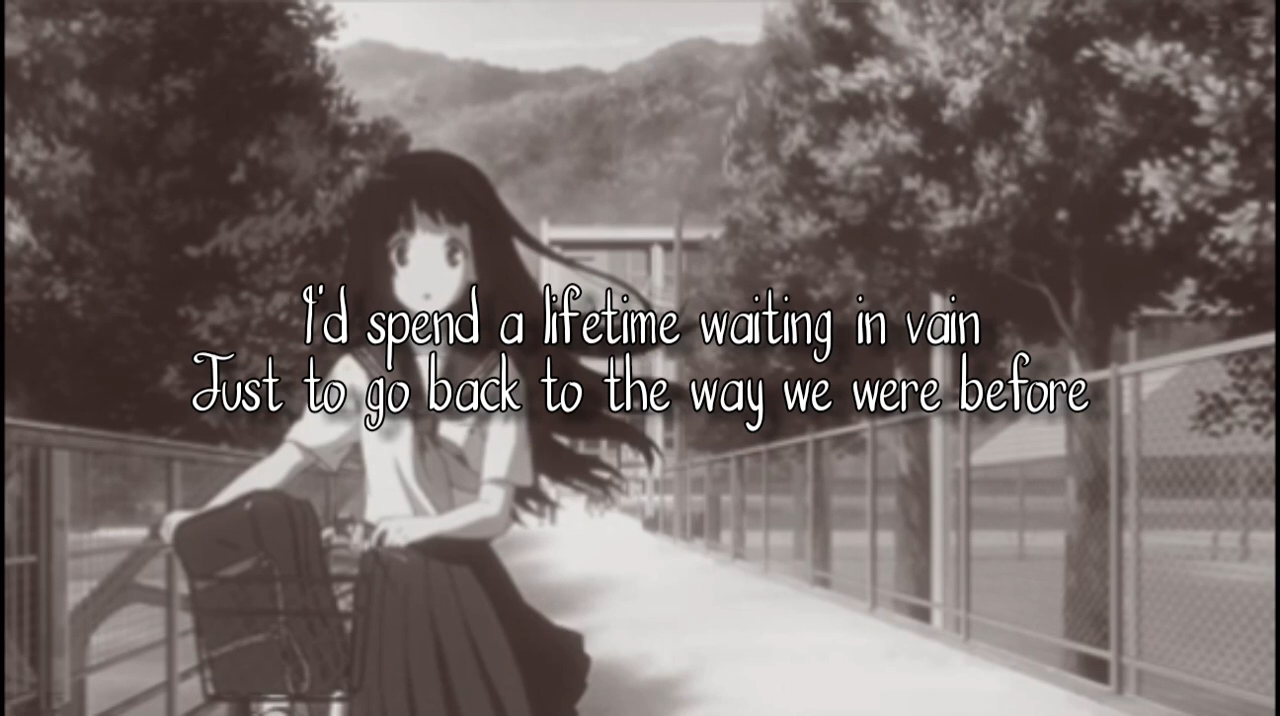 I'd spend a lifetime waiting in vain
Just to go back to the way we were before